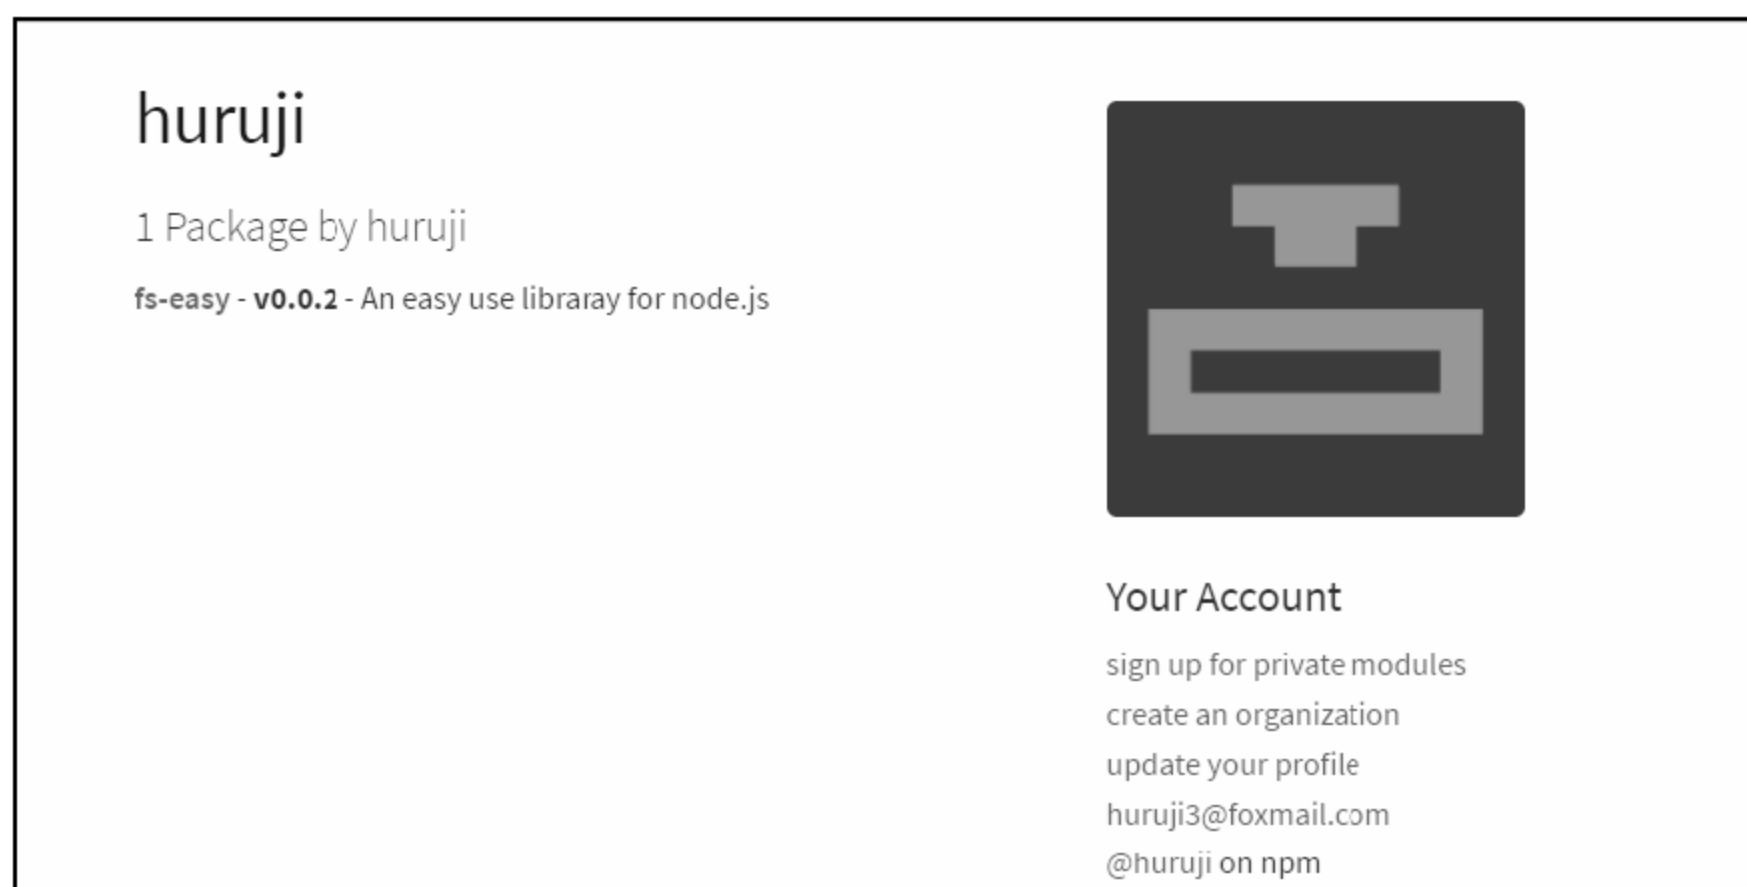 huruji
1 Package by huruji
fs-easy - v0.0.2 - An easy use libraray for node.js
Your Account
sign up for private modules
create an organization
update your profile
huruji3@foxmail.com
@huruji on npm